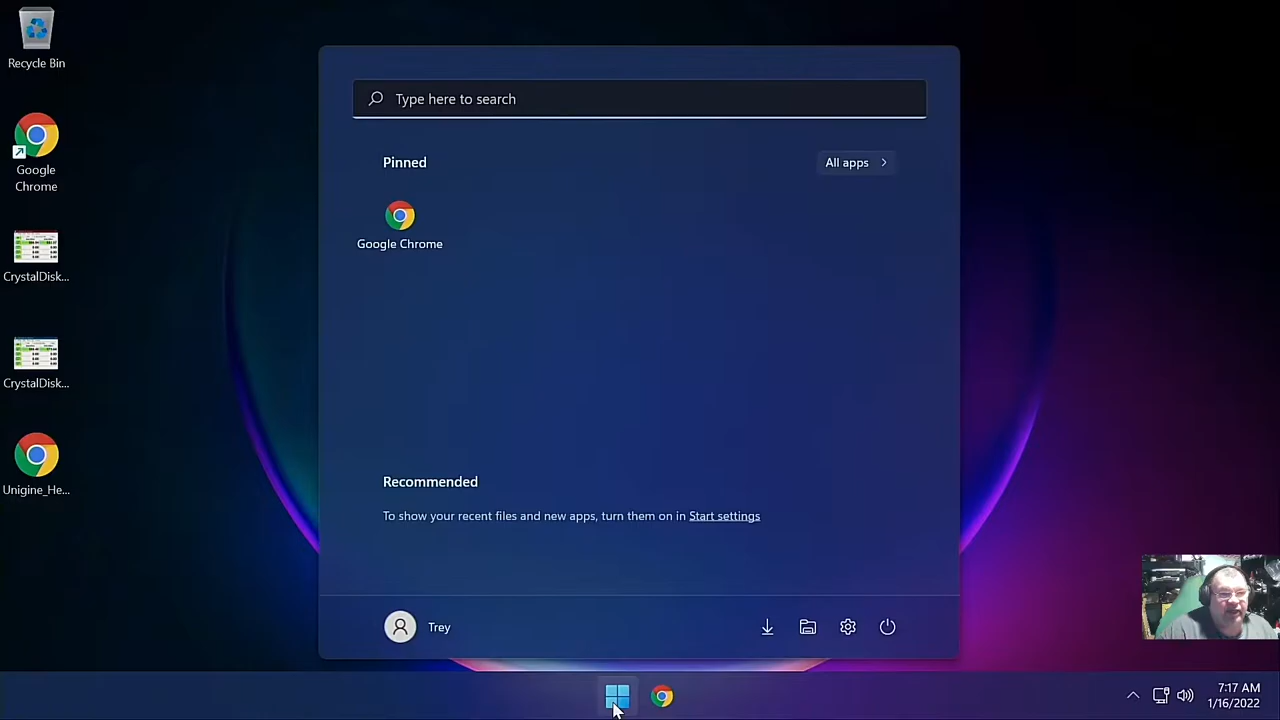 Recycle Bin
Google
Chrome
CrystalDisk...
CrystalDisk...
Unigine_He...
Type here to search
Pinned
All apps
Google Chrome
Recommended
To show your recent files and new apps, turn them on in Start settings
Trey
7:17 AM
1/16/2022